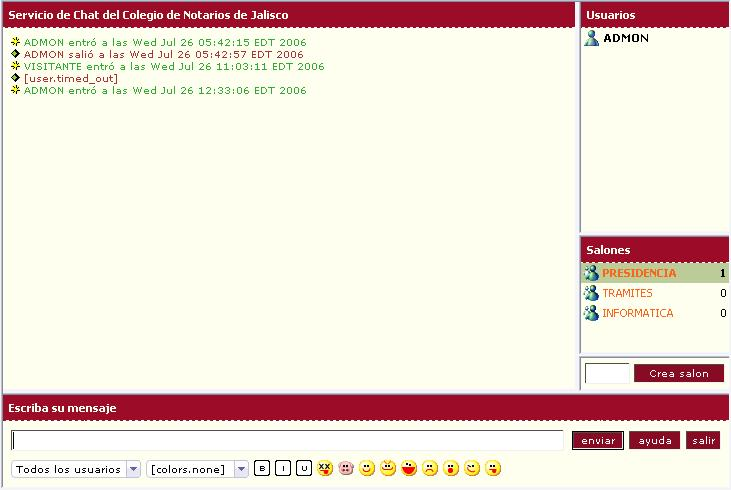 Servicio de Chat del Colegio de Notarios de Jalisco
ADMON entró a las Wed Jul 26 05:42:15 EDT 2006
ADMON salió a las Wed Jul 26 05:42:57 EDT 2006
VISITANTE entró a las Wed Jul 26 11:03:11 EDT 2006
[user.timed_out]
ADMON entró a las Wed Jul 26 12:33:06 EDT 2006
Usuarios
ADMON
Salones
PRESIDENCIA 1
TRAMITES 0
INFORMATICA 0
Crea salon
Escriba su mensaje
enviar ayuda salir
Todos los usuarios [colors.none] B I U